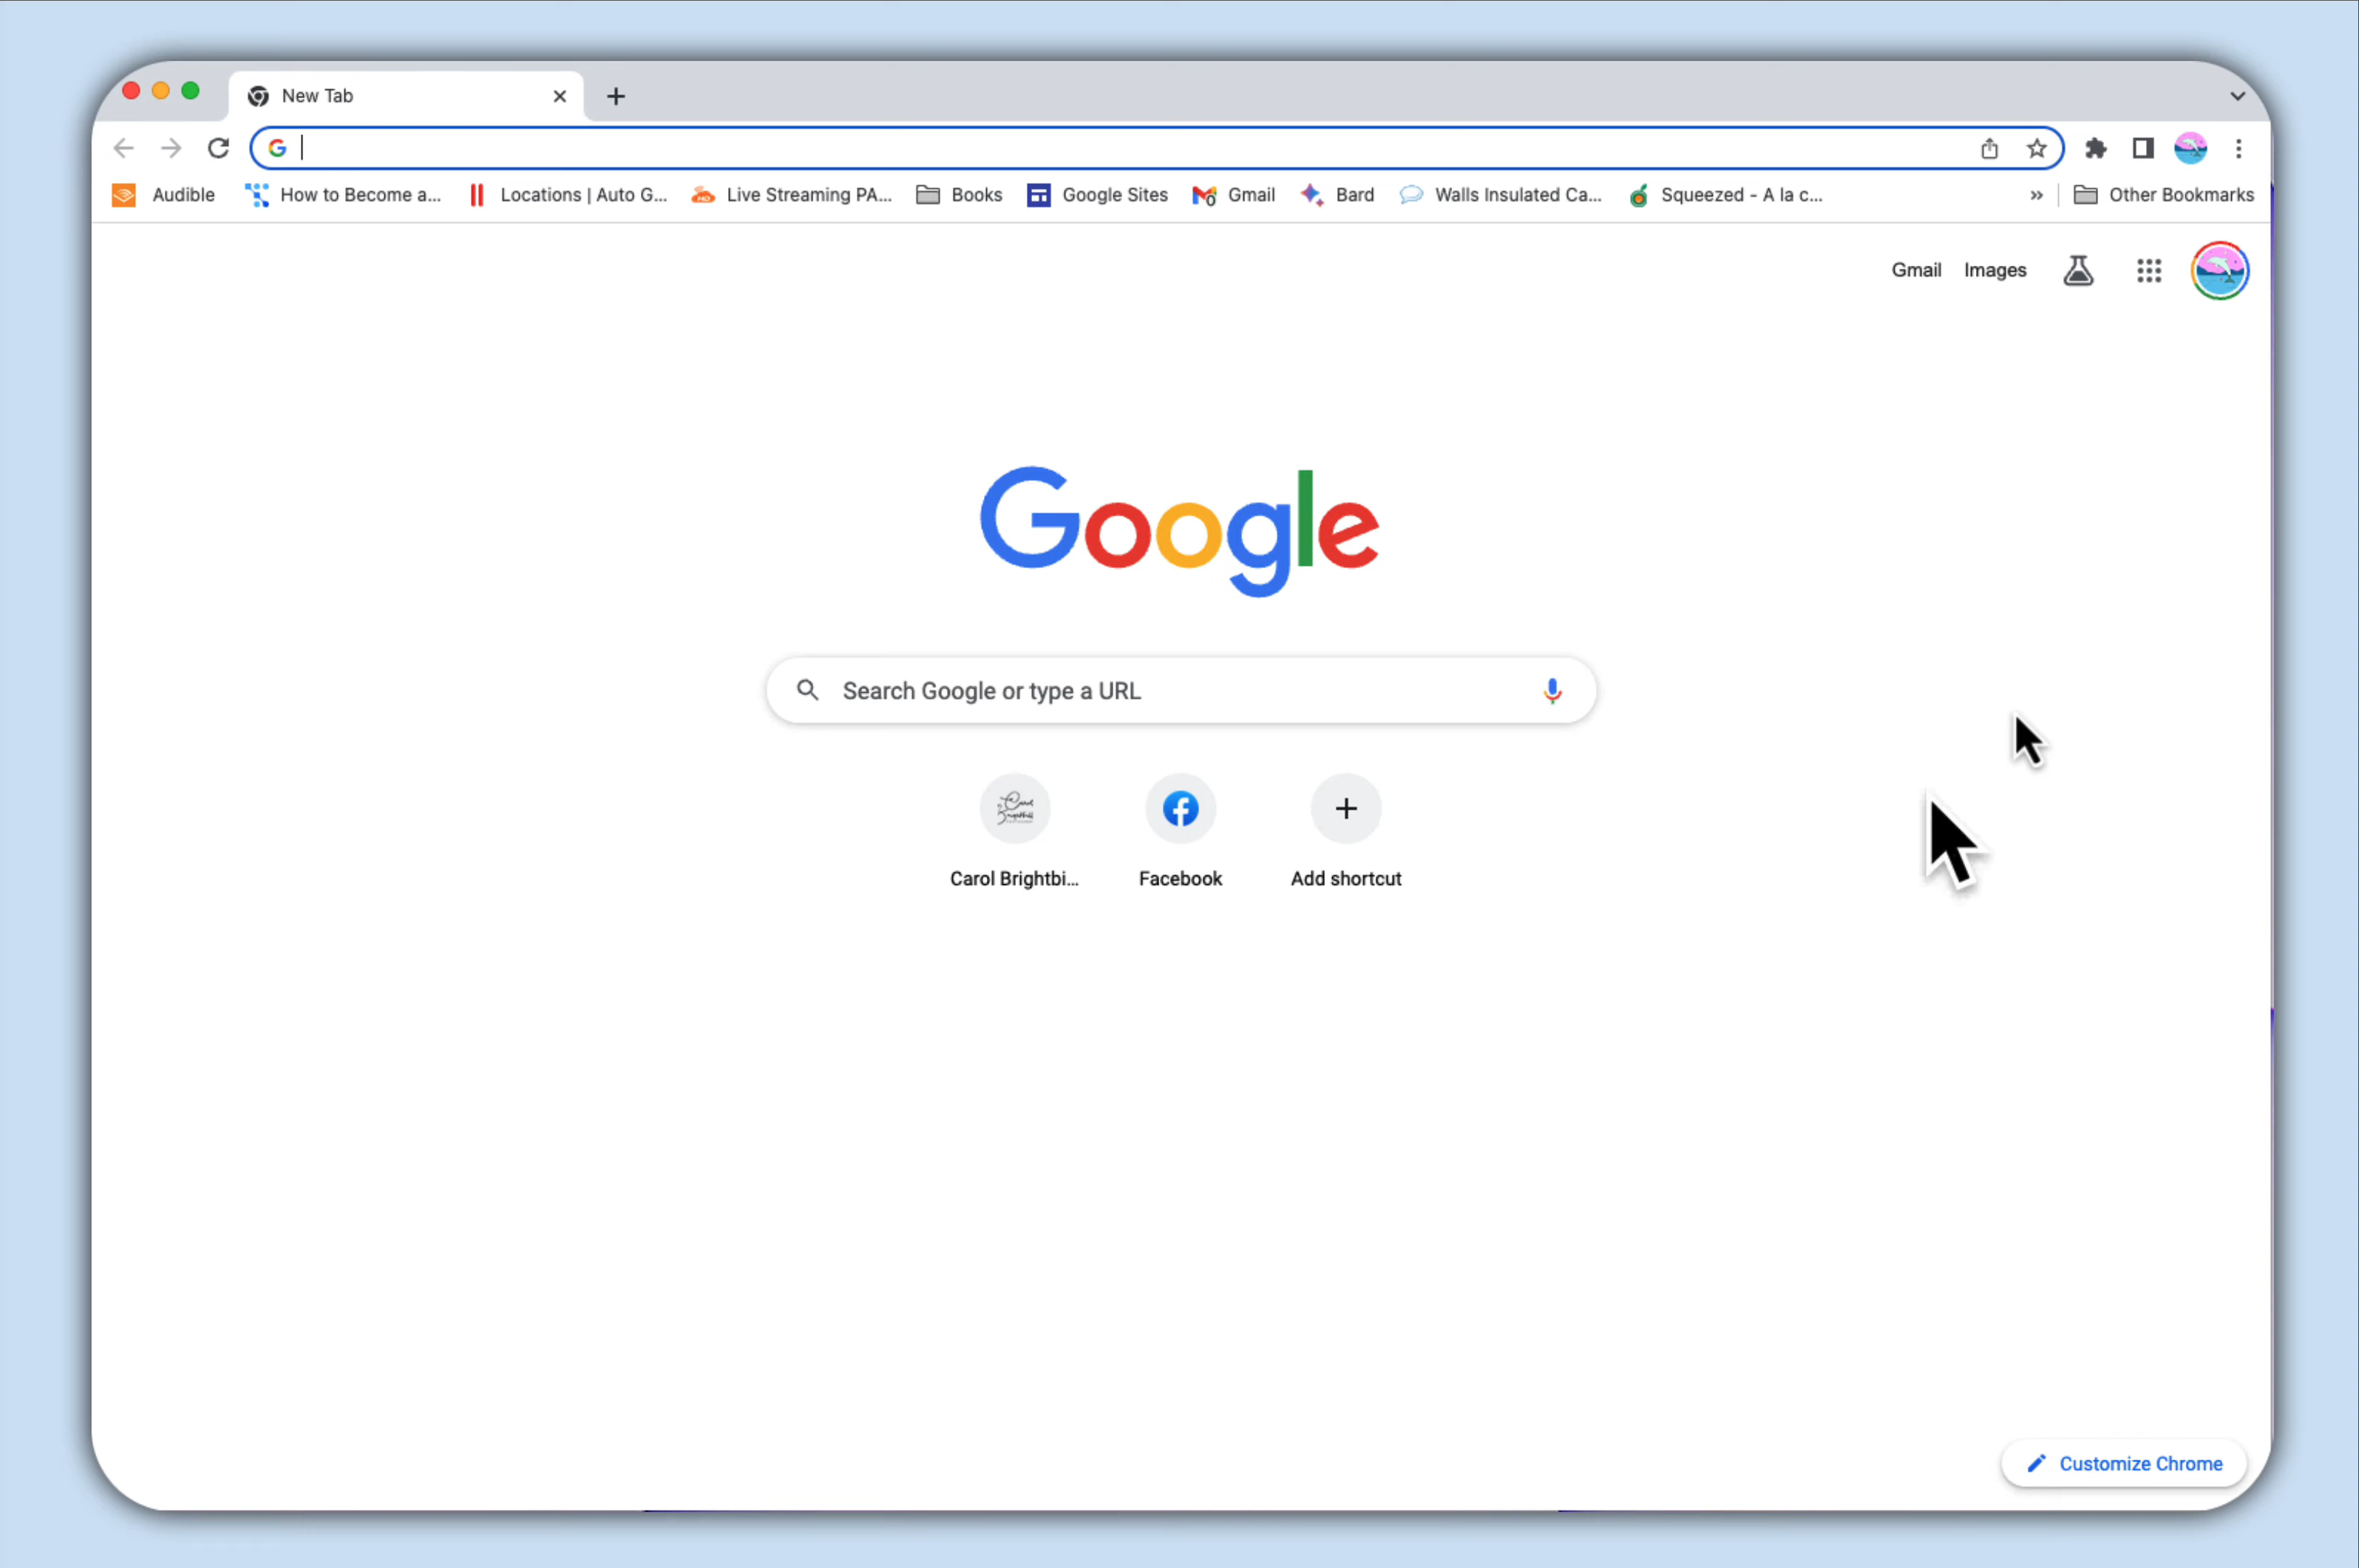 New Tab
Audible How to Become a... Locations | Auto G... Live Streaming PA... Books Google Sites Gmail Bard Walls Insulated Ca... Squeezed - A la c... » Other Bookmarks
Gmail Images
Google
Search Google or type a URL
Carol Brightbi... Facebook Add shortcut
Customize Chrome